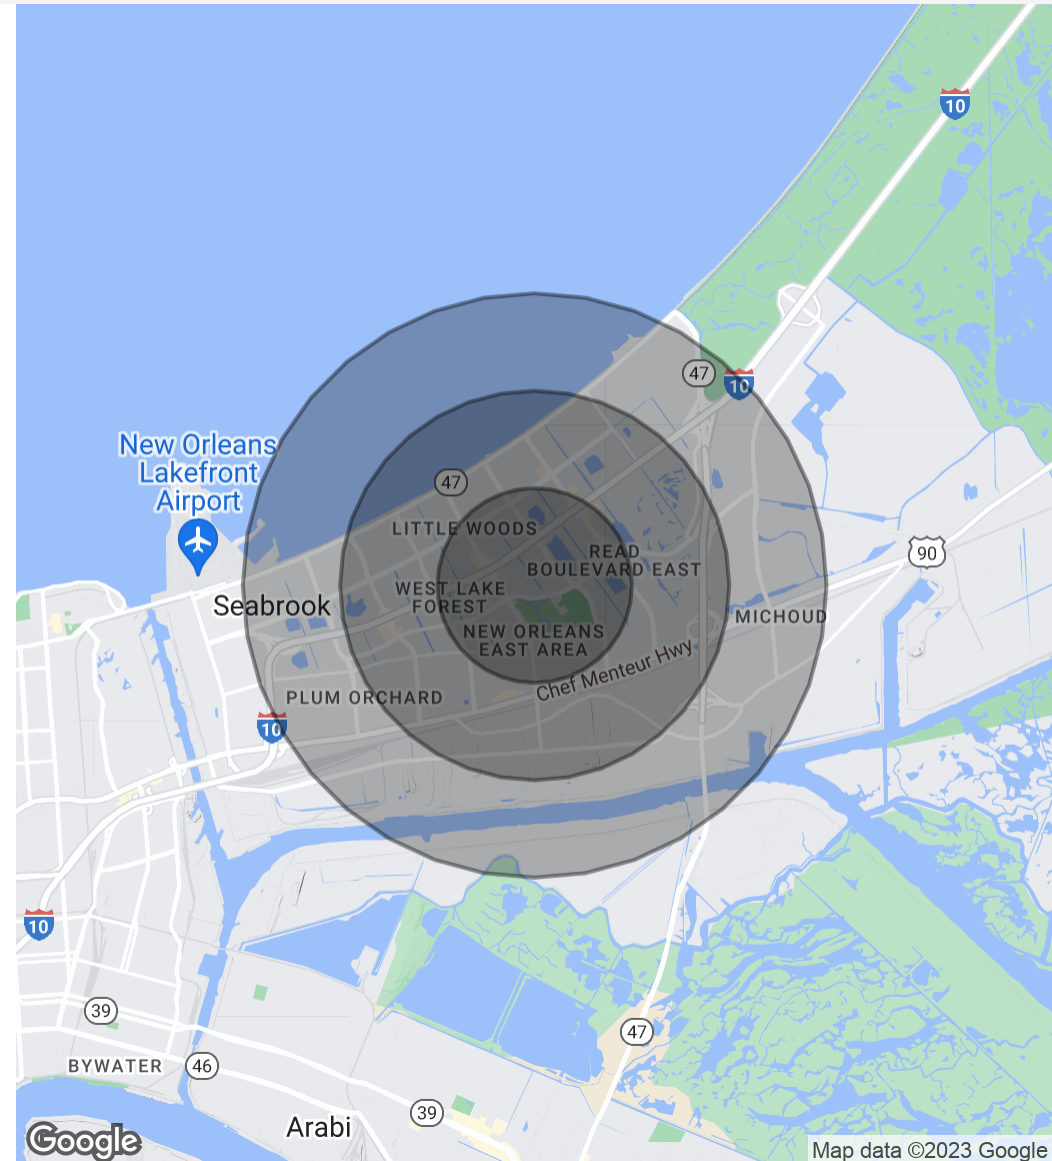 10
47
10
New Orleans
Lakefront
Airport
47
LITTLE WOODS
READ
BOULEVARD EAST
90
WEST LAKE
FOREST
Seabrook
MICHOUD
NEW ORLEANS
EAST AREA
Chef Menteur Hwy
PLUM ORCHARD
10
10
39
47
BYWATER
46
39
Arabi
Google
Map data ©2023 Google